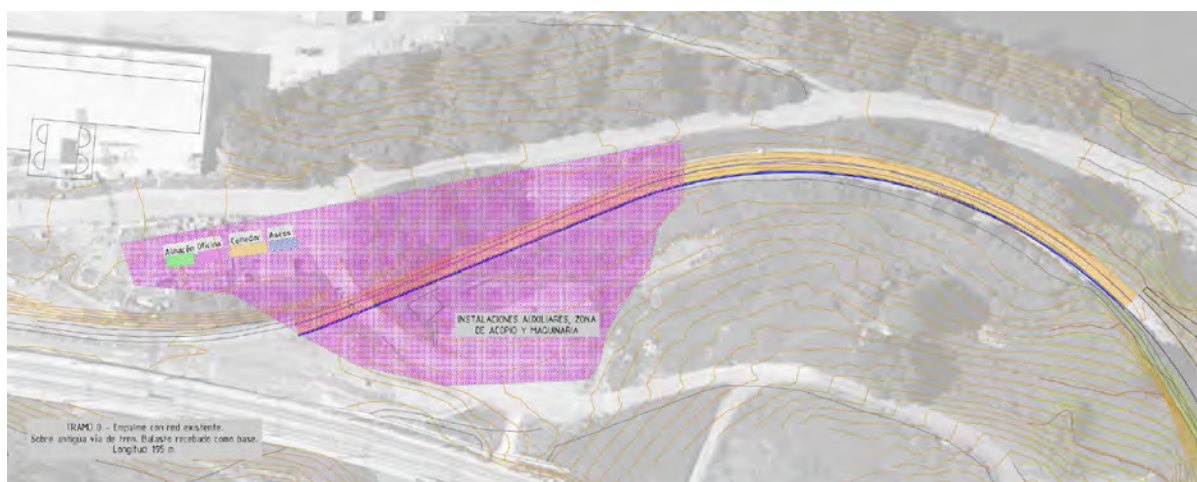 Almacén Oficina
Comedor
Aseos
INSTALACIONES AUXILIARES, ZONA
DE ACOPIO Y MAQUINARIA
TRAMO 0 - Empalme con red existente.
Sobre antigua vía de tren. Balasto recebado como base.
Longitud 195 m